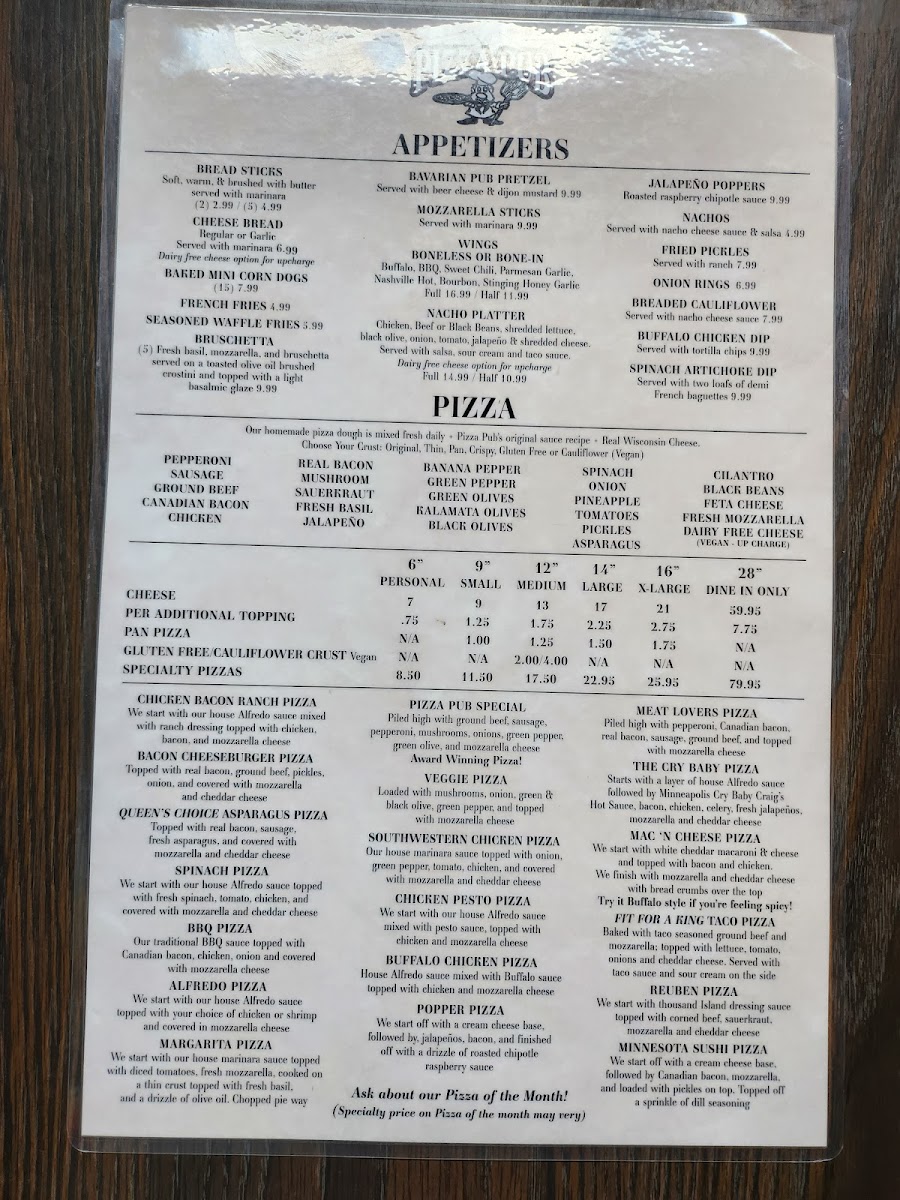 PIZZA PUB
APPETIZERS
BREAD STICKS
Soft, warm, & brushed with butter
served with marinara
(2) 2.99 / (5) 4.99
CHEESE BREAD
Regular or Garlic
Served with marinara 6.99
Dairy free cheese option for upcharge
BAKED MINI CORN DOGS
(15) 7.99
FRENCH FRIES 4.99
SEASONED WAFFLE FRIES 5.99
BRUSCHETTA
(5) Fresh basil, mozzarella, and bruschetta
served on a toasted olive oil brushed
crostini and topped with a light
basalmic glaze 9.99
BAVARIAN PUB PRETZEL
Served with beer cheese & dijon mustard 9.99
MOZZARELLA STICKS
Served with marinara 9.99
WINGS
BONELESS OR BONE-IN
Buffalo, BBQ, Sweet Chili, Parmesan Garlic,
Nashville Hot, Bourbon, Stinging Honey Garlic
Full 16.99 / Half 11.99
NACHO PLATTER
Chicken, Beef or Black Beans, shredded lettuce,
black olive, onion, tomato, jalapeño & shredded cheese.
Served with salsa, sour cream and taco sauce.
Dairy free cheese option for upcharge
Full 14.99 / Half 10.99
JALAPEÑO POPPERS
Roasted raspberry chipotle sauce 9.99
NACHOS
Served with nacho cheese sauce & salsa 4.99
FRIED PICKLES
Served with ranch 7.99
ONION RINGS 6.99
BREADED CAULIFLOWER
Served with nacho cheese sauce 7.99
BUFFALO CHICKEN DIP
Served with tortilla chips 9.99
SPINACH ARTICHOKE DIP
Served with two loafs of demi
French baguettes 9.99
PIZZA
Our homemade pizza dough is mixed fresh daily • Pizza Pub's original sauce recipe • Real Wisconsin Cheese.
Choose Your Crust: Original, Thin, Pan, Crispy, Gluten Free or Cauliflower (Vegan)
PEPPERONI
SAUSAGE
GROUND BEEF
CANADIAN BACON
CHICKEN
REAL BACON
MUSHROOM
SAUERKRAUT
FRESH BASIL
JALAPEÑO
BANANA PEPPER
GREEN PEPPER
GREEN OLIVES
KALAMATA OLIVES
BLACK OLIVES
SPINACH
ONION
PINEAPPLE
TOMATOES
PICKLES
ASPARAGUS
CILANTRO
BLACK BEANS
FETA CHEESE
FRESH MOZZARELLA
DAIRY FREE CHEESE
(VEGAN - UP CHARGE)
6" 9" 12" 14" 16" 28"
PERSONAL SMALL MEDIUM LARGE X-LARGE DINE IN ONLY
CHEESE 7 9 13 17 21 59.95
PER ADDITIONAL TOPPING .75 1.25 1.75 2.25 2.75 7.75
PAN PIZZA N/A 1.00 1.25 1.50 1.75 N/A
GLUTEN FREE/CAULIFLOWER CRUST Vegan N/A N/A 2.00/4.00 N/A N/A N/A
SPECIALTY PIZZAS 8.50 11.50 17.50 22.95 25.95 79.95
CHICKEN BACON RANCH PIZZA
We start with our house Alfredo sauce mixed
with ranch dressing topped with chicken,
bacon, and mozzarella cheese
BACON CHEESEBURGER PIZZA
Topped with real bacon, ground beef, pickles,
onion, and covered with mozzarella
and cheddar cheese
QUEEN'S CHOICE ASPARAGUS PIZZA
Topped with real bacon, sausage,
fresh asparagus, and covered with
mozzarella and cheddar cheese
SPINACH PIZZA
We start with our house Alfredo sauce topped
with fresh spinach, tomato, chicken, and
covered with mozzarella and cheddar cheese
BBQ PIZZA
Our traditional BBQ sauce topped with
Canadian bacon, chicken, onion and covered
with mozzarella cheese
ALFREDO PIZZA
We start with our house Alfredo sauce
topped with your choice of chicken or shrimp
and covered in mozzarella cheese
MARGARITA PIZZA
We start with our house marinara sauce topped
with diced tomatoes, fresh mozzarella, cooked on
a thin crust topped with fresh basil,
and a drizzle of olive oil. Chopped pie way
PIZZA PUB SPECIAL
Piled high with ground beef, sausage,
pepperoni, mushrooms, onions, green pepper,
green olive, and mozzarella cheese
Award Winning Pizza!
VEGGIE PIZZA
Loaded with mushrooms, onion, green &
black olive, green pepper, and topped
with mozzarella cheese
SOUTHWESTERN CHICKEN PIZZA
Our house marinara sauce topped with onion,
green pepper, tomato, chicken, and covered
with mozzarella and cheddar cheese
CHICKEN PESTO PIZZA
We start with our house Alfredo sauce
mixed with pesto sauce, topped with
chicken and mozzarella cheese
BUFFALO CHICKEN PIZZA
House Alfredo sauce mixed with Buffalo sauce
topped with chicken and mozzarella cheese
POPPER PIZZA
We start off with a cream cheese base,
followed by, jalapeños, bacon, and finished
off with a drizzle of roasted chipotle
raspberry sauce
Ask about our Pizza of the Month!
(Specialty price on Pizza of the month may very)
MEAT LOVERS PIZZA
Piled high with pepperoni, Canadian bacon,
real bacon, sausage, ground beef, and topped
with mozzarella cheese
THE CRY BABY PIZZA
Starts with a layer of house Alfredo sauce
followed by Minneapolis Cry Baby Craig's
Hot Sauce, bacon, chicken, celery, fresh jalapeños,
mozzarella and cheddar cheese
MAC 'N CHEESE PIZZA
We start with white cheddar macaroni & cheese
and topped with bacon and chicken.
We finish with mozzarella and cheddar cheese
with bread crumbs over the top
Try it Buffalo style if you're feeling spicy!
FIT FOR A KING TACO PIZZA
Baked with taco seasoned ground beef and
mozzarella; topped with lettuce, tomato,
onions and cheddar cheese. Served with
taco sauce and sour cream on the side
REUBEN PIZZA
We start with thousand Island dressing sauce
topped with corned beef, sauerkraut,
mozzarella and cheddar cheese
MINNESOTA SUSHI PIZZA
We start off with a cream cheese base,
followed by Canadian bacon, mozzarella,
and loaded with pickles on top. Topped off
a sprinkle of dill seasoning